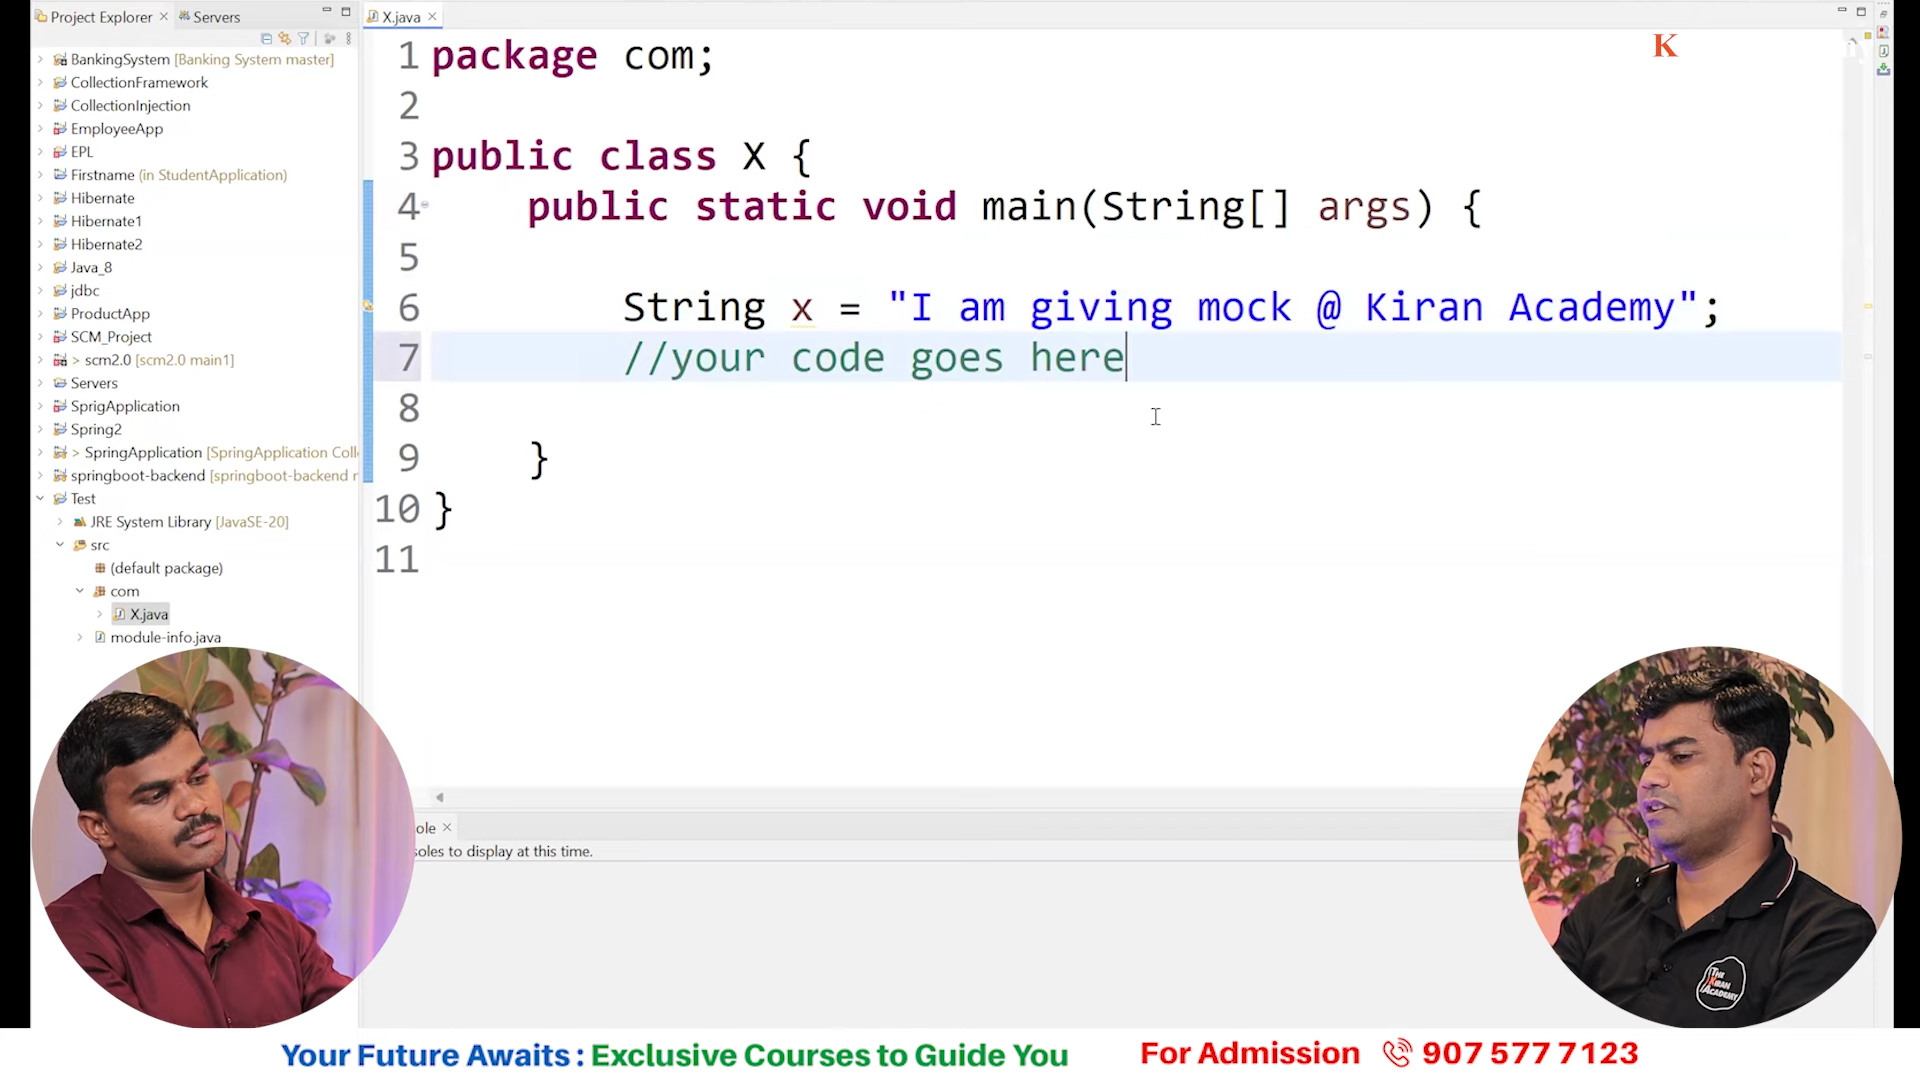 Project Explorer
Servers
BankingSystem [Banking System master]
CollectionFramework
CollectionInjection
EmployeeApp
EPL
Firstname (in StudentApplication)
Hibernate
Hibernate1
Hibernate2
Java_8
jdbc
ProductApp
SCM_Project
> scm2.0 [scm2.0 main1]
Servers
SprigApplication
Spring2
> SpringApplication [SpringApplication Coll
springboot-backend [springboot-backend
Test
JRE System Library [JavaSE-20]
src
(default package)
com
X.java
module-info.java
X.java
K
1 package com;
2
3 public class X {
4 public static void main(String[] args) {
5
6 String x = "I am giving mock @ Kiran Academy";
7 //your code goes here
8
9 }
10 }
11
ole
soles to display at this time.
THE
KIRAN
ACADEMY
Your Future Awaits : Exclusive Courses to Guide You
For Admission 907 577 7123